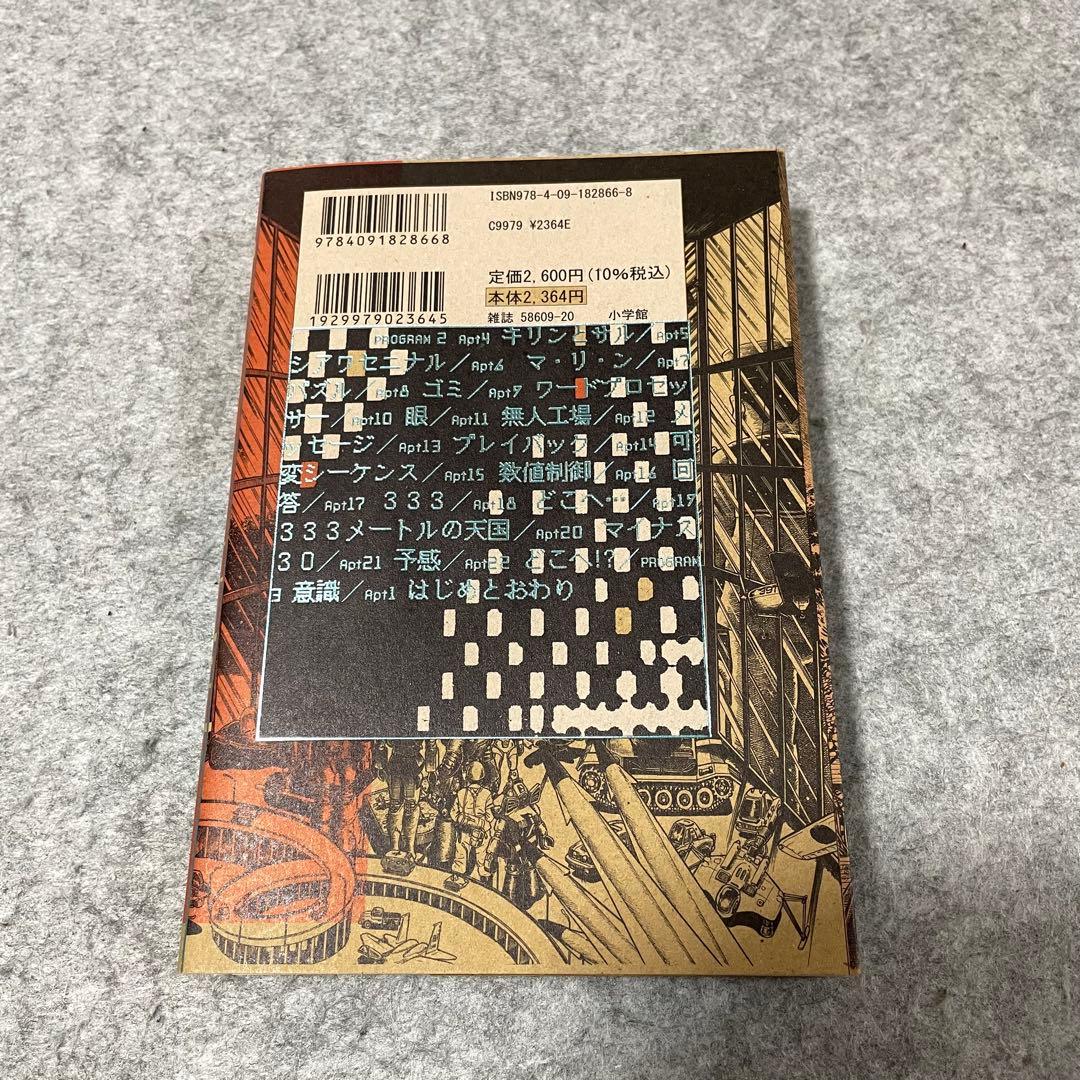 ISBN978-4-09-182866-8
9784091828668
C9979 ¥2364E
定価2,600円(10%税込)
本体2,364円
1929979023645
雑誌 58609-20 小学館
PROGRAM 2 Apt4 キリンとサル/Apt5
シアワセニナル/Apt6 マ・リ・ン/Apt7
パズル/Apt8 ゴミ/Apt9 ワードプロセッ
サー/Apt10 眼/Apt11 無人工場/Apt12 メ
ッセージ/Apt13 プレイバック/Apt14 可
変シーケンス/Apt15 数値制御/Apt16 回
答/Apt17 333/Apt18 どこへ…/Apt19
333メートルの天国/Apt20 マイナス
30/Apt21 予感/Apt22 どこへ!?/PROGRAM
3 意識/Apt1 はじめとおわり